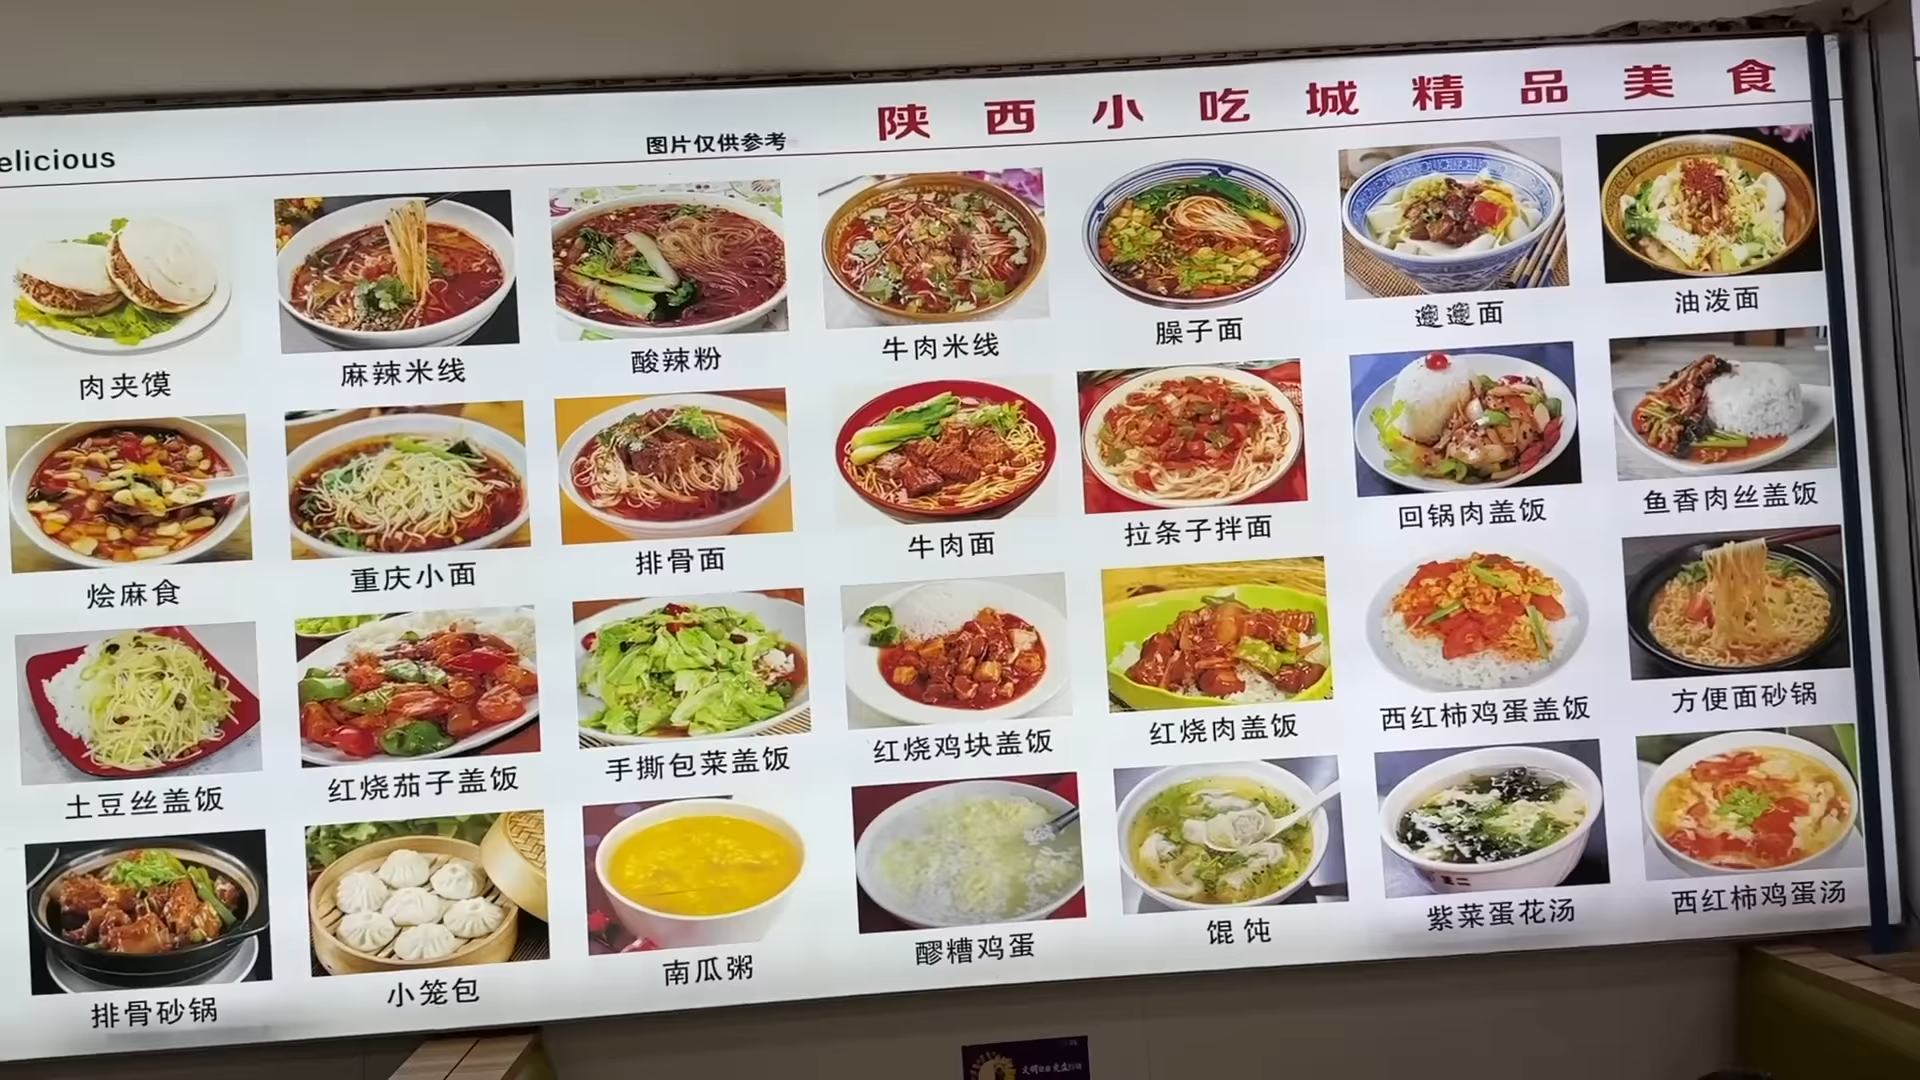 elicious
图片仅供参考
陕西小吃城精品美食
肉夹馍
麻辣米线
酸辣粉
牛肉米线
臊子面
邋邋面
油泼面
烩麻食
重庆小面
排骨面
牛肉面
拉条子拌面
回锅肉盖饭
鱼香肉丝盖饭
土豆丝盖饭
红烧茄子盖饭
手撕包菜盖饭
红烧鸡块盖饭
红烧肉盖饭
西红柿鸡蛋盖饭
方便面砂锅
排骨砂锅
小笼包
南瓜粥
醪糟鸡蛋
馄饨
紫菜蛋花汤
西红柿鸡蛋汤